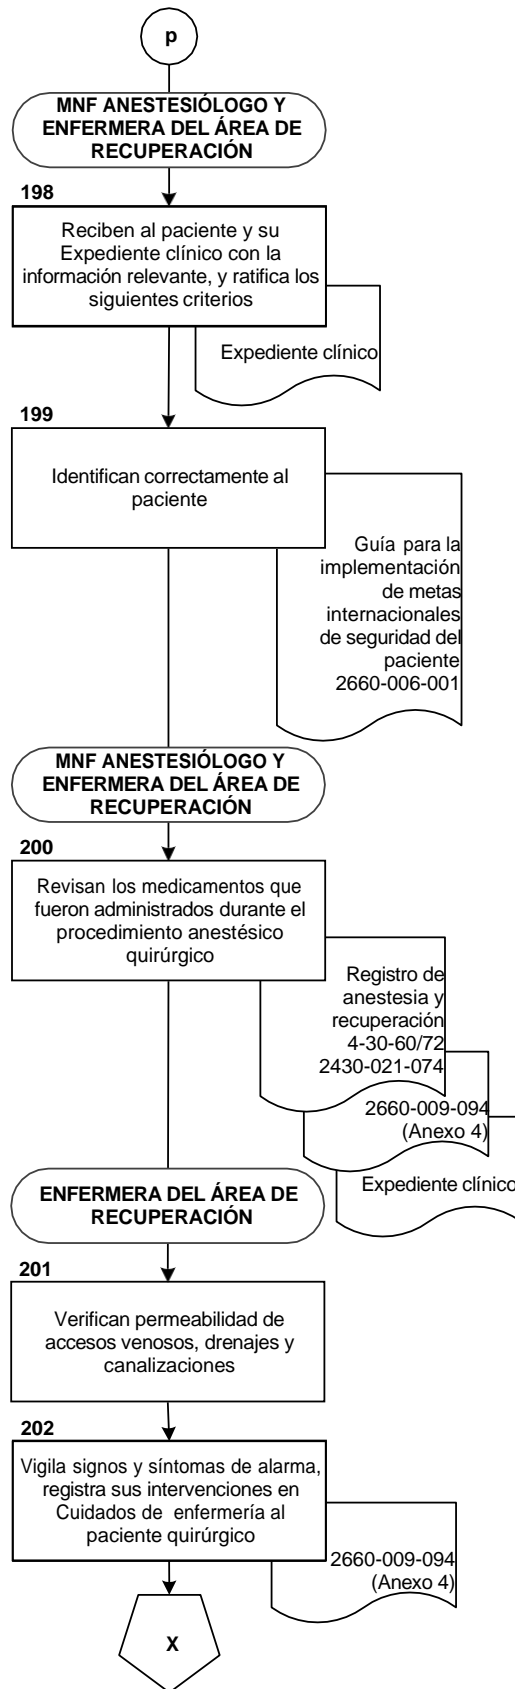 p
MNF ANESTESIÓLOGO Y
ENFERMERA DEL ÁREA DE
RECUPERACIÓN
198
Reciben al paciente y su
Expediente clínico con la
información relevante, y ratifica los
siguientes criterios
Expediente clínico
199
Identifican correctamente al
paciente
Guía para la
implementación
de metas
internacionales
de seguridad del
paciente
2660-006-001
MNF ANESTESIÓLOGO Y
ENFERMERA DEL ÁREA DE
RECUPERACIÓN
200
Revisan los medicamentos que
fueron administrados durante el
procedimiento anestésico
quirúrgico
Registro de
anestesia y
recuperación
4-30-60/72
2430-021-074
2660-009-094
(Anexo 4)
Expediente clínico
ENFERMERA DEL ÁREA DE
RECUPERACIÓN
201
Verifican permeabilidad de
accesos venosos, drenajes y
canalizaciones
202
Vigila signos y síntomas de alarma,
registra sus intervenciones en
Cuidados de enfermería al
paciente quirúrgico
2660-009-094
(Anexo 4)
X